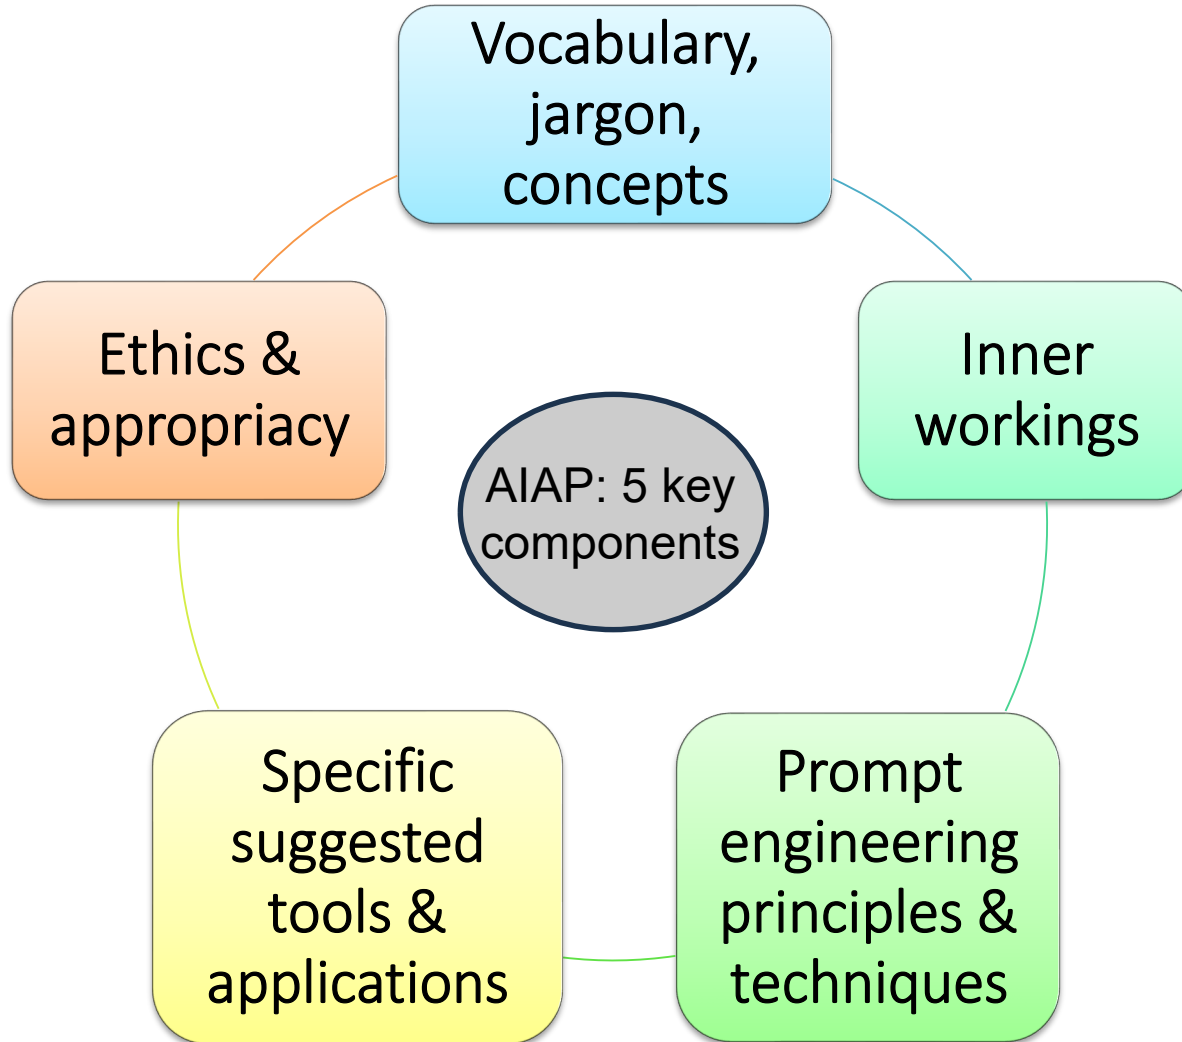 Vocabulary,
jargon,
concepts
Inner
workings
Prompt
engineering
principles &
techniques
Specific
suggested
tools &
applications
Ethics &
appropriacy
AIAP: 5 key
components